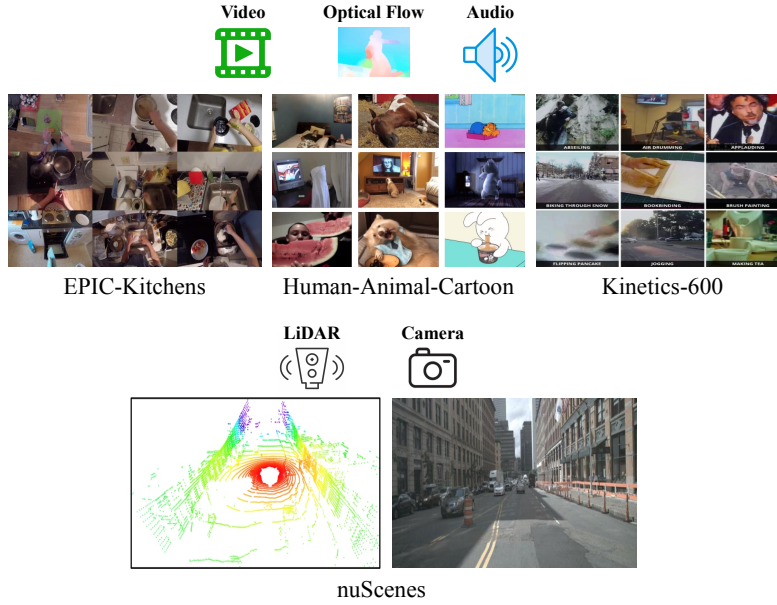 Video Optical Flow Audio
ABSEILING AIR DRUMMING APPLAUDING
BIKING THROUGH SNOW BOOKBINDING BRUSH PAINTING
FLIPPING PANCAKE JOGGING MAKING TEA
EPIC-Kitchens Human-Animal-Cartoon Kinetics-600
LiDAR Camera
nuScenes